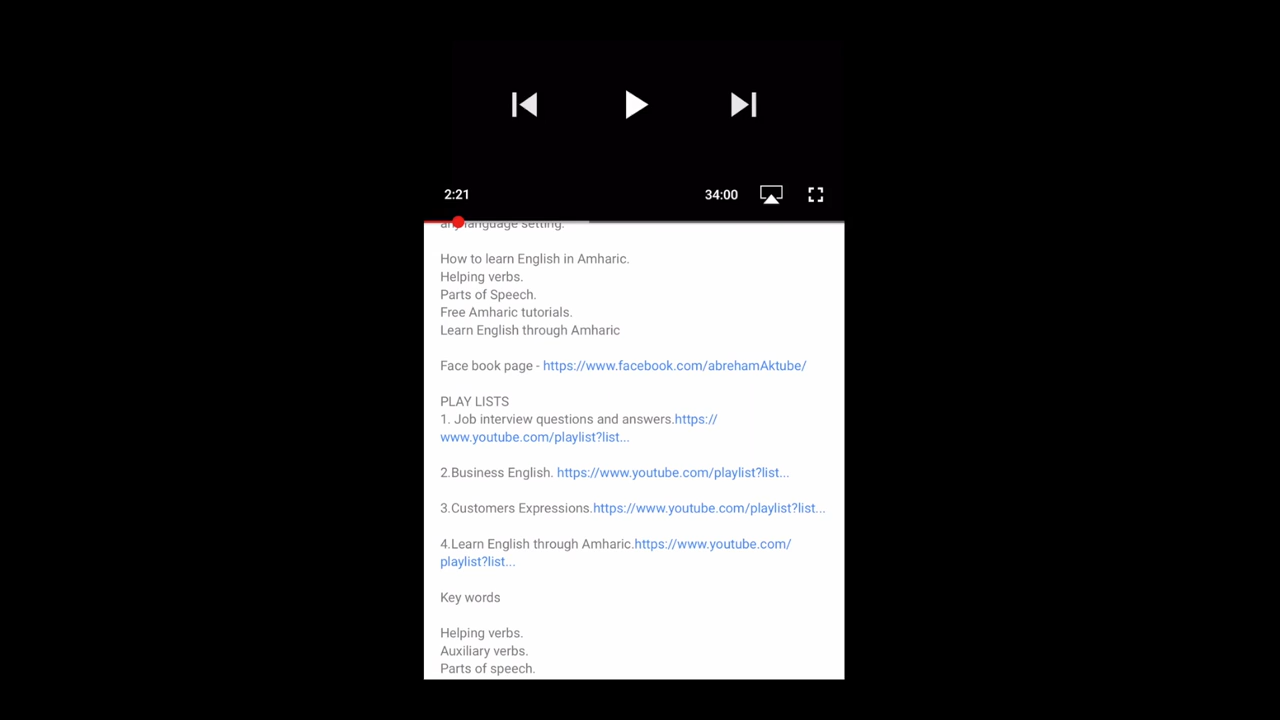 2:21
34:00
any language setting.
How to learn English in Amharic.
Helping verbs.
Parts of Speech.
Free Amharic tutorials.
Learn English through Amharic
Face book page - https://www.facebook.com/abrehamAktube/
PLAY LISTS
1. Job interview questions and answers.https://
www.youtube.com/playlist?list...
2.Business English. https://www.youtube.com/playlist?list...
3.Customers Expressions.https://www.youtube.com/playlist?list...
4.Learn English through Amharic.https://www.youtube.com/
playlist?list...
Key words
Helping verbs.
Auxiliary verbs.
Parts of speech.